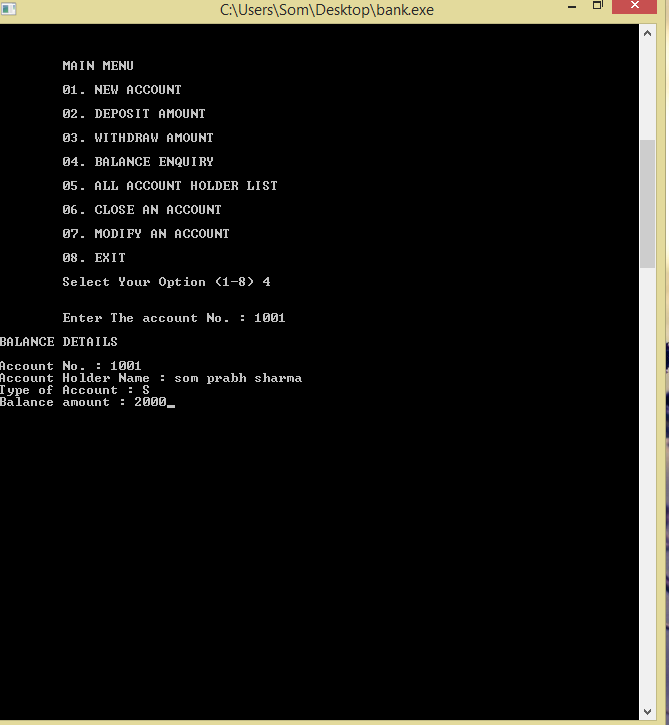 C:\Users\Som\Desktop\bank.exe
MAIN MENU
01. NEW ACCOUNT
02. DEPOSIT AMOUNT
03. WITHDRAW AMOUNT
04. BALANCE ENQUIRY
05. ALL ACCOUNT HOLDER LIST
06. CLOSE AN ACCOUNT
07. MODIFY AN ACCOUNT
08. EXIT
Select Your Option (1-8) 4
Enter The account No. : 1001
BALANCE DETAILS
Account No. : 1001
Account Holder Name : som prabh sharma
Type of Account : S
Balance amount : 2000